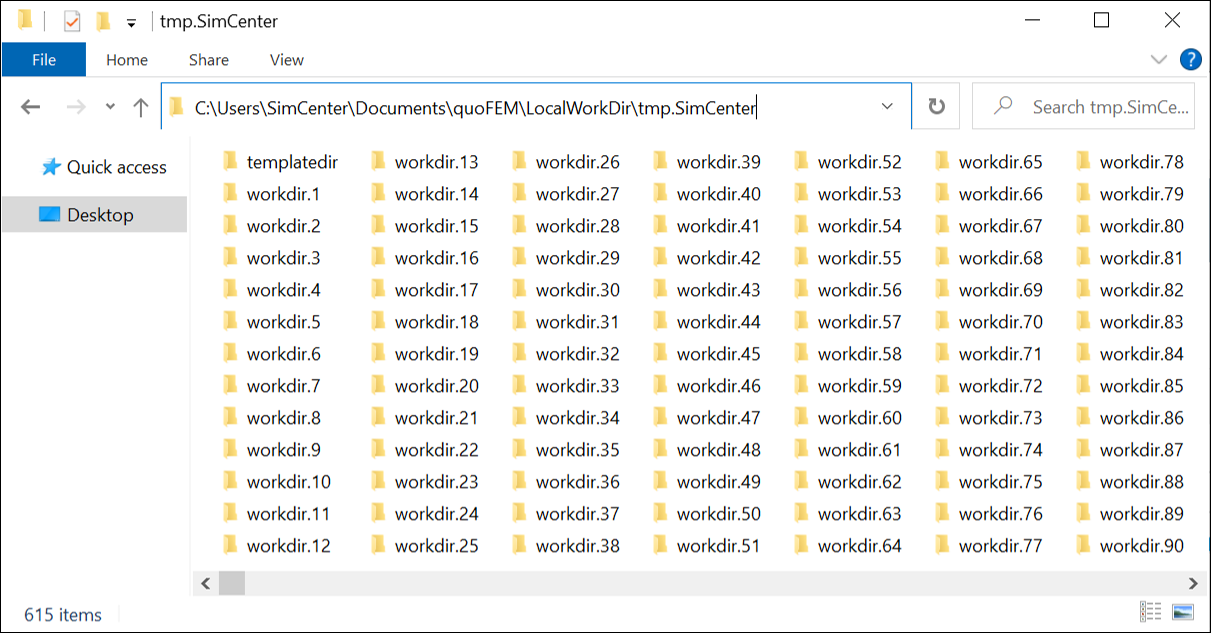 tmp.SimCenter
File Home Share View ?
C:\Users\SimCenter\Documents\quoFEM\LocalWorkDir\tmp.SimCenter Search tmp.SimCe...
Quick access
Desktop
templatedir workdir.13 workdir.26 workdir.39 workdir.52 workdir.65 workdir.78
workdir.1 workdir.14 workdir.27 workdir.40 workdir.53 workdir.66 workdir.79
workdir.2 workdir.15 workdir.28 workdir.41 workdir.54 workdir.67 workdir.80
workdir.3 workdir.16 workdir.29 workdir.42 workdir.55 workdir.68 workdir.81
workdir.4 workdir.17 workdir.30 workdir.43 workdir.56 workdir.69 workdir.82
workdir.5 workdir.18 workdir.31 workdir.44 workdir.57 workdir.70 workdir.83
workdir.6 workdir.19 workdir.32 workdir.45 workdir.58 workdir.71 workdir.84
workdir.7 workdir.20 workdir.33 workdir.46 workdir.59 workdir.72 workdir.85
workdir.8 workdir.21 workdir.34 workdir.47 workdir.60 workdir.73 workdir.86
workdir.9 workdir.22 workdir.35 workdir.48 workdir.61 workdir.74 workdir.87
workdir.10 workdir.23 workdir.36 workdir.49 workdir.62 workdir.75 workdir.88
workdir.11 workdir.24 workdir.37 workdir.50 workdir.63 workdir.76 workdir.89
workdir.12 workdir.25 workdir.38 workdir.51 workdir.64 workdir.77 workdir.90
615 items